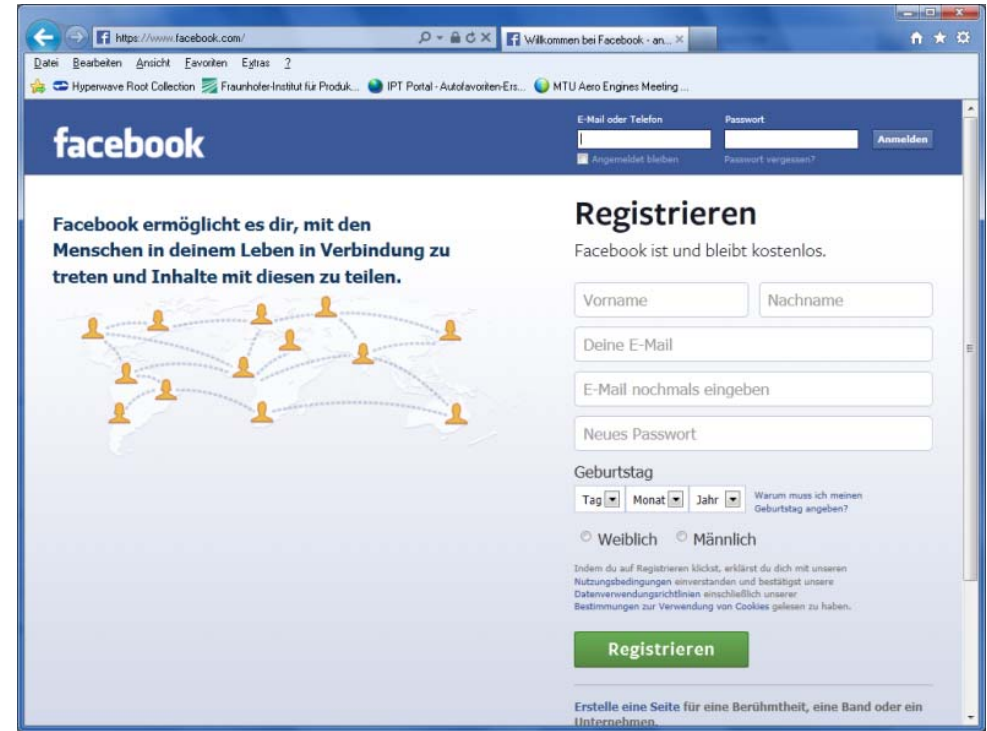 https://www.facebook.com/
Willkommen bei Facebook - an...
Datei Bearbeiten Ansicht Favoriten Extras ?
Hyperwave Root Collection Fraunhofer-Institut für Produk... IPT Portal - Autofavoriten-Ers... MTU Aero Engines Meeting ...
facebook
E-Mail oder Telefon Passwort
Anmelden
Angemeldet bleiben Passwort vergessen?
Facebook ermöglicht es dir, mit den
Menschen in deinem Leben in Verbindung zu
treten und Inhalte mit diesen zu teilen.
Registrieren
Facebook ist und bleibt kostenlos.
Vorname Nachname
Deine E-Mail
E-Mail nochmals eingeben
Neues Passwort
Geburtstag
Tag Monat Jahr
Warum muss ich meinen
Geburtstag angeben?
Weiblich Männlich
Indem du auf Registrieren klickst, erklärst du dich mit unseren
Nutzungsbedingungen einverstanden und bestätigst unsere
Datenverwendungsrichtlinien einschließlich unserer
Bestimmungen zur Verwendung von Cookies gelesen zu haben.
Registrieren
Erstelle eine Seite für eine Berühmtheit, eine Band oder ein
Unternehmen.